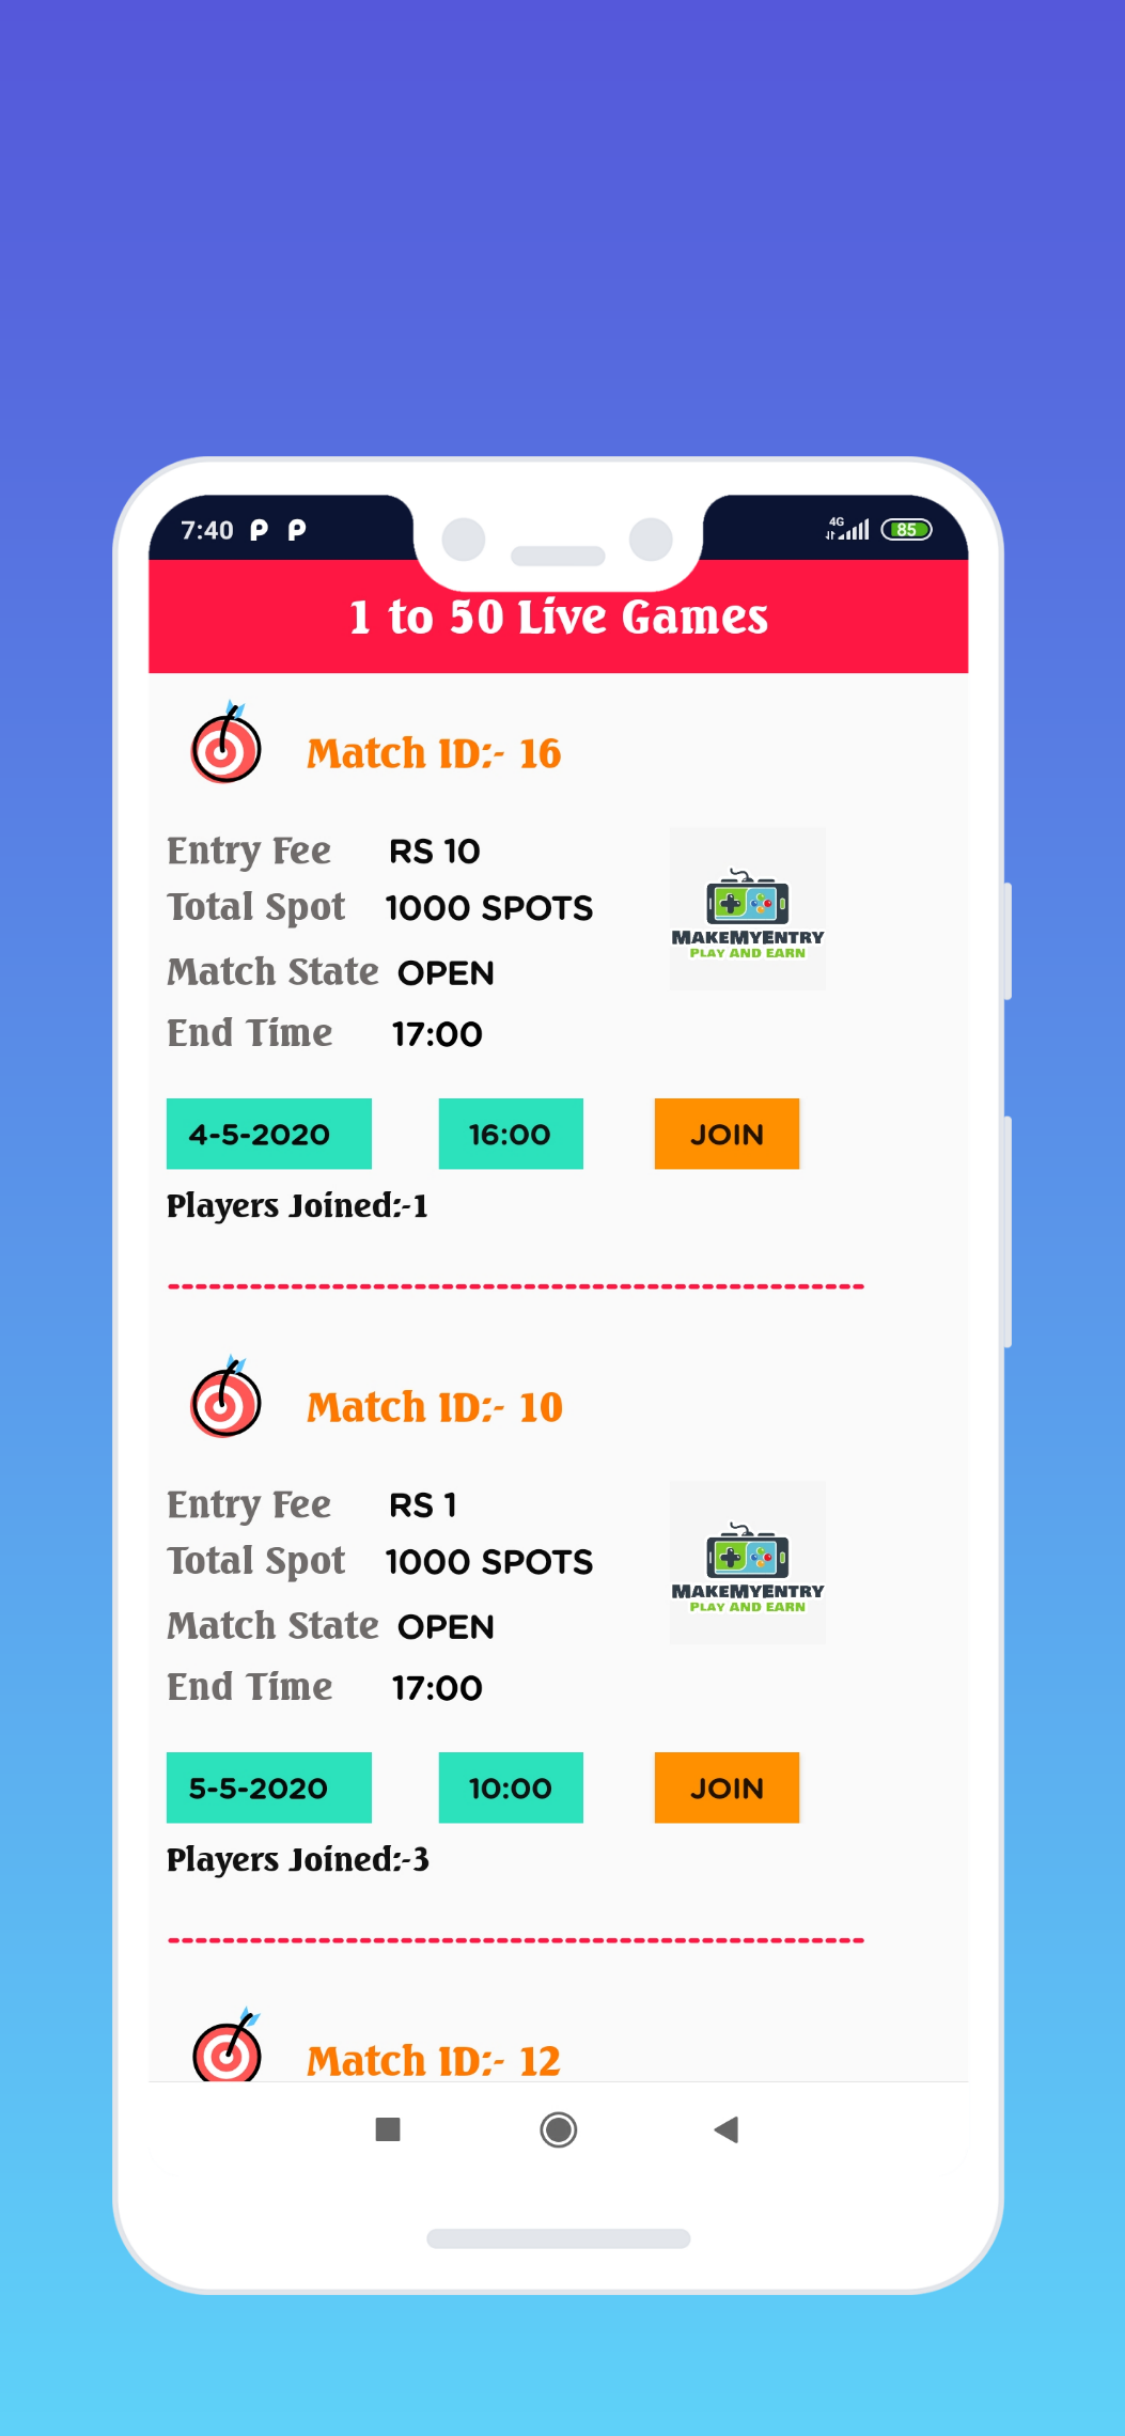 7:40 P P 4G 85
1 to 50 Live Games
Match ID:- 16
Entry Fee RS 10
Total Spot 1000 SPOTS
MAKEMYENTRY
PLAY AND EARN
Match State OPEN
End Time 17:00
4-5-2020 16:00 JOIN
Players Joined:-1
---------------------------------------------------
Match ID:- 10
Entry Fee RS 1
Total Spot 1000 SPOTS
MAKEMYENTRY
PLAY AND EARN
Match State OPEN
End Time 17:00
5-5-2020 10:00 JOIN
Players Joined:-3
---------------------------------------------------
Match ID:- 12